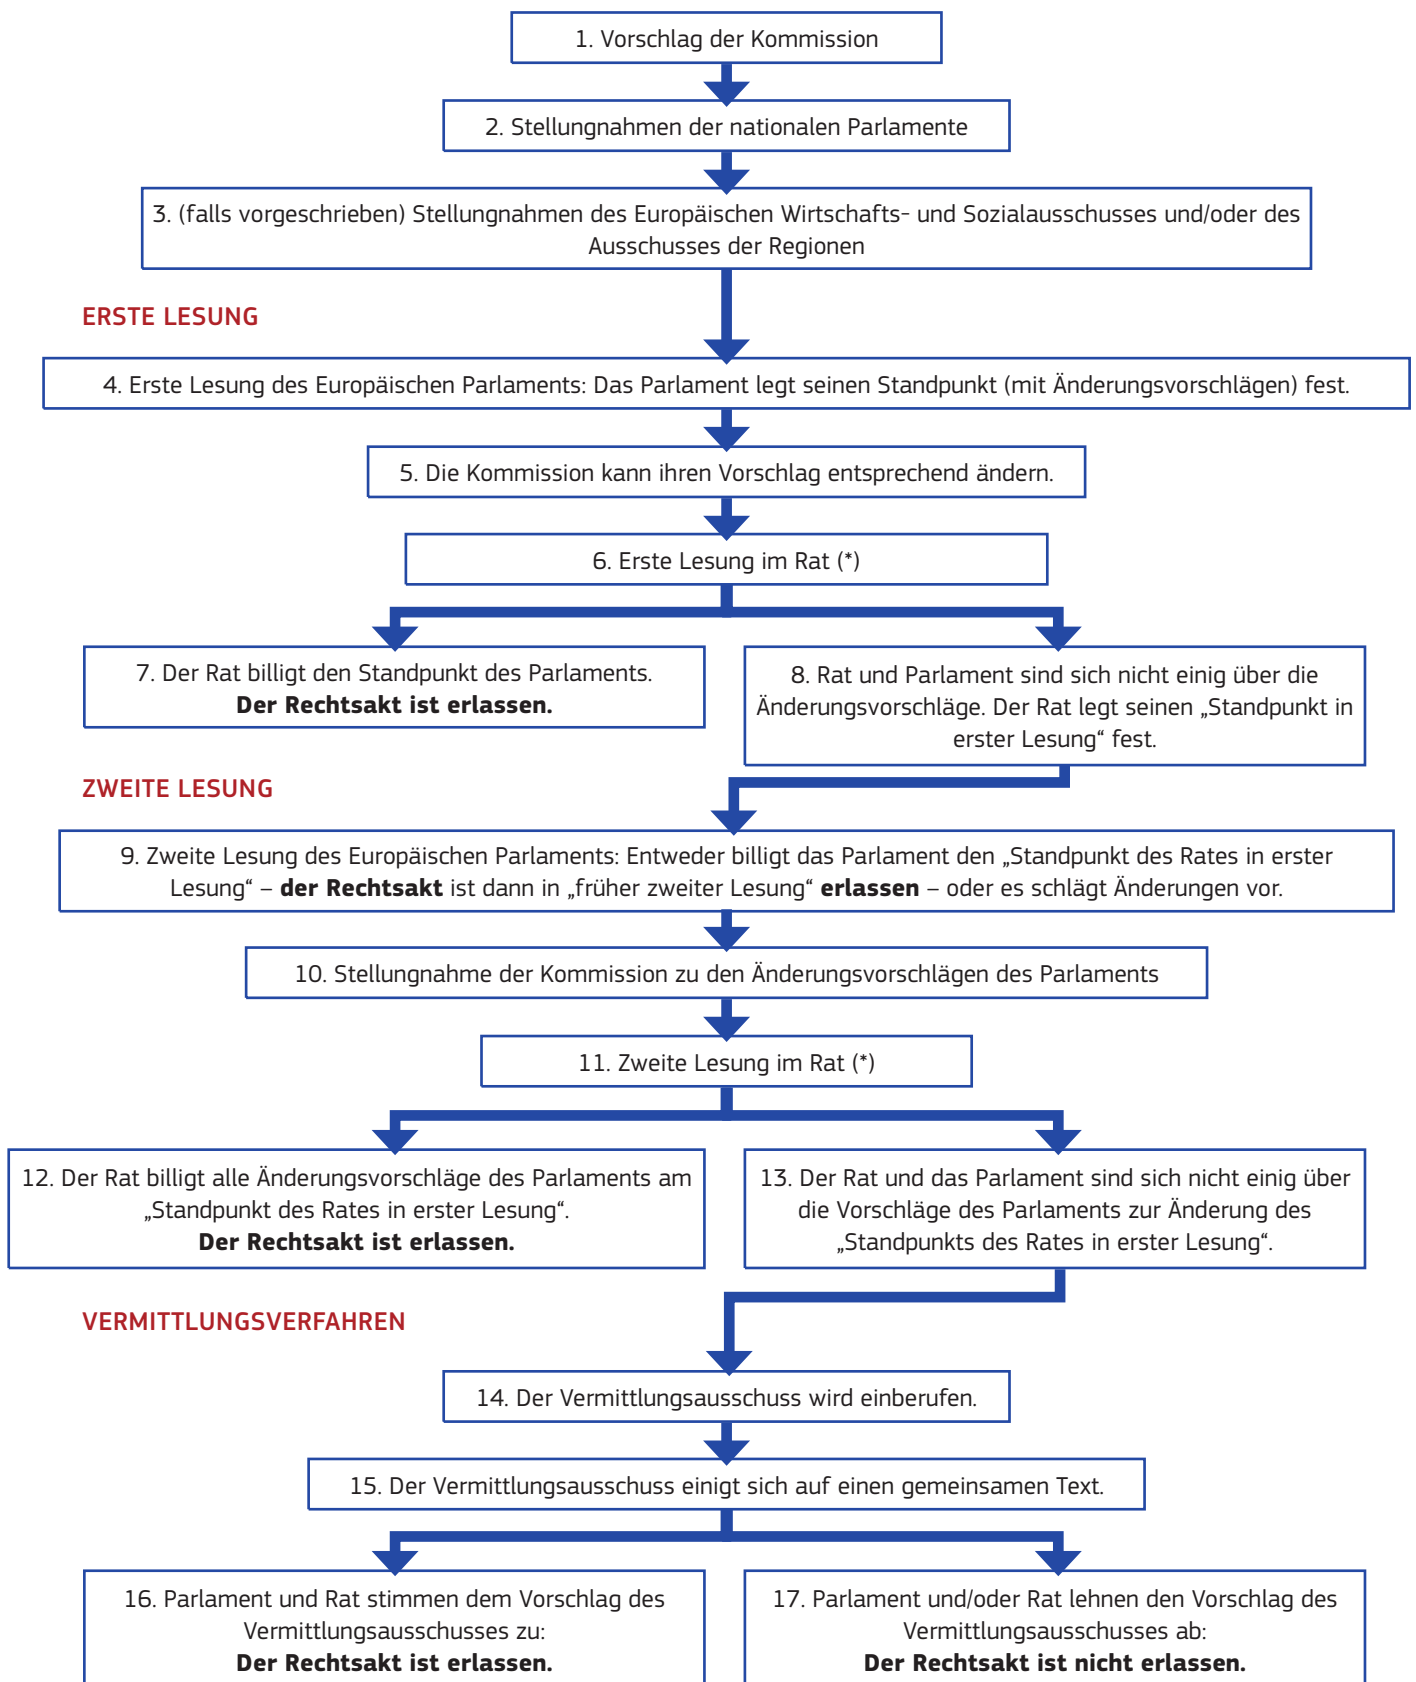 1. Vorschlag der Kommission
2. Stellungnahmen der nationalen Parlamente
3. (falls vorgeschrieben) Stellungnahmen des Europäischen Wirtschafts- und Sozialausschusses und/oder des
Ausschusses der Regionen
ERSTE LESUNG
4. Erste Lesung des Europäischen Parlaments: Das Parlament legt seinen Standpunkt (mit Änderungsvorschlägen) fest.
5. Die Kommission kann ihren Vorschlag entsprechend ändern.
6. Erste Lesung im Rat (*)
7. Der Rat billigt den Standpunkt des Parlaments.
Der Rechtsakt ist erlassen.
8. Rat und Parlament sind sich nicht einig über die
Änderungsvorschläge. Der Rat legt seinen „Standpunkt in
erster Lesung“ fest.
ZWEITE LESUNG
9. Zweite Lesung des Europäischen Parlaments: Entweder billigt das Parlament den „Standpunkt des Rates in erster
Lesung“ – der Rechtsakt ist dann in „früher zweiter Lesung“ erlassen – oder es schlägt Änderungen vor.
10. Stellungnahme der Kommission zu den Änderungsvorschlägen des Parlaments
11. Zweite Lesung im Rat (*)
12. Der Rat billigt alle Änderungsvorschläge des Parlaments am
„Standpunkt des Rates in erster Lesung“.
Der Rechtsakt ist erlassen.
13. Der Rat und das Parlament sind sich nicht einig über
die Vorschläge des Parlaments zur Änderung des
„Standpunkts des Rates in erster Lesung“.
VERMITTLUNGSVERFAHREN
14. Der Vermittlungsausschuss wird einberufen.
15. Der Vermittlungsausschuss einigt sich auf einen gemeinsamen Text.
16. Parlament und Rat stimmen dem Vorschlag des
Vermittlungsausschusses zu:
Der Rechtsakt ist erlassen.
17. Parlament und/oder Rat lehnen den Vorschlag des
Vermittlungsausschusses ab:
Der Rechtsakt ist nicht erlassen.